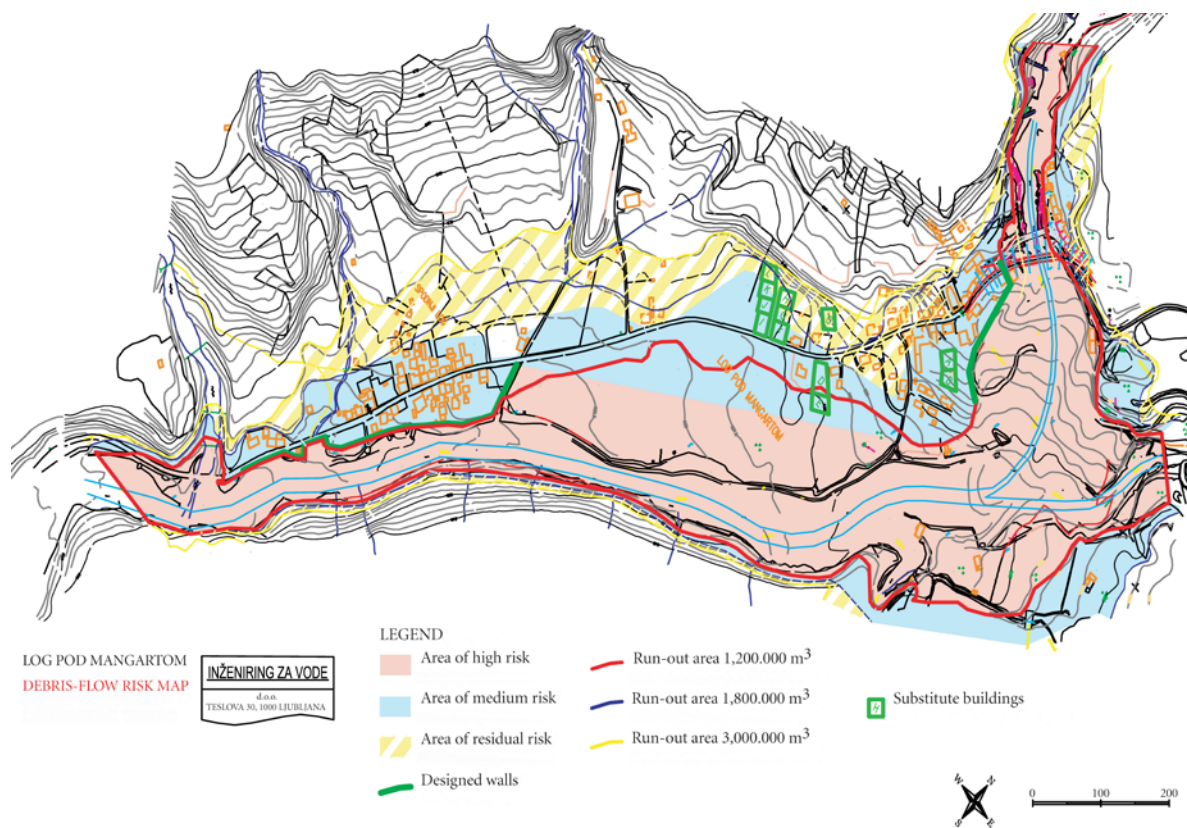 SPODNJI LOG
LOG POD MANGARTOM
LOG POD MANGARTOM
DEBRIS-FLOW RISK MAP
INŽENIRING ZA VODE
d.o.o.
TESLOVA 30, 1000 LJUBLJANA
LEGEND
Area of high risk
Area of medium risk
Area of residual risk
Designed walls
Run-out area 1,200.000 m³
Run-out area 1,800.000 m³
Run-out area 3,000.000 m³
Substitute buildings
W N
S E
0 100 200